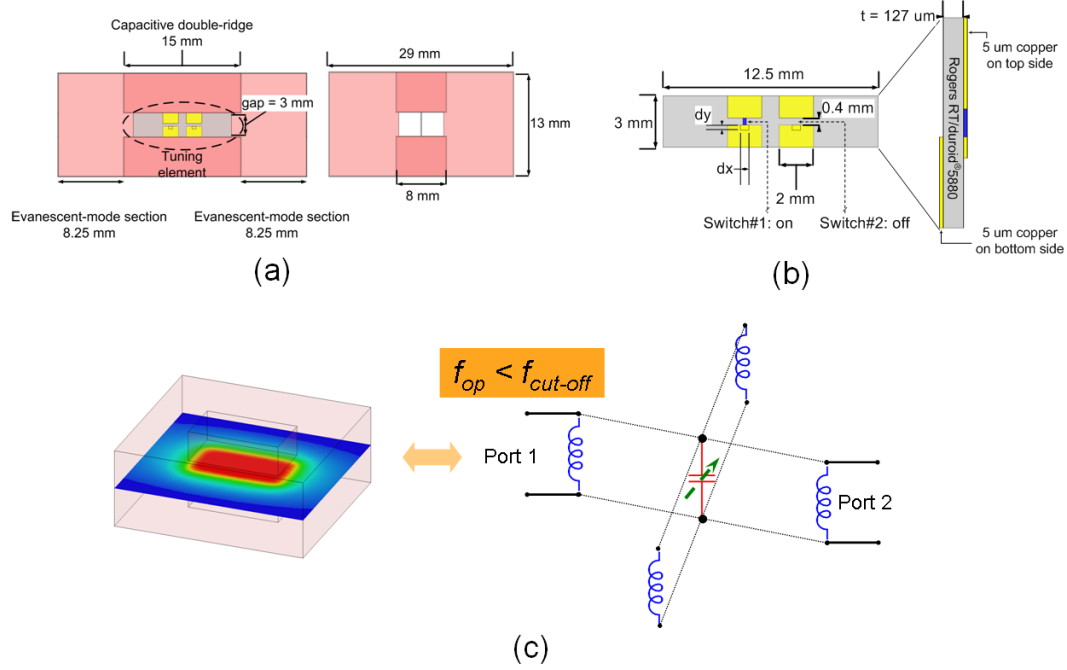 Capacitive double-ridge
15 mm
gap = 3 mm
Tuning
element
Evanescent-mode section
8.25 mm
Evanescent-mode section
8.25 mm
29 mm
13 mm
8 mm
(a)
t = 127 um
5 um copper
on top side
12.5 mm
3 mm
dy
0.4 mm
dx
2 mm
Switch#1: on
Switch#2: off
Rogers RT/duroid®5880
5 um copper
on bottom side
(b)
f_op < f_cut-off
Port 1
Port 2
(c)